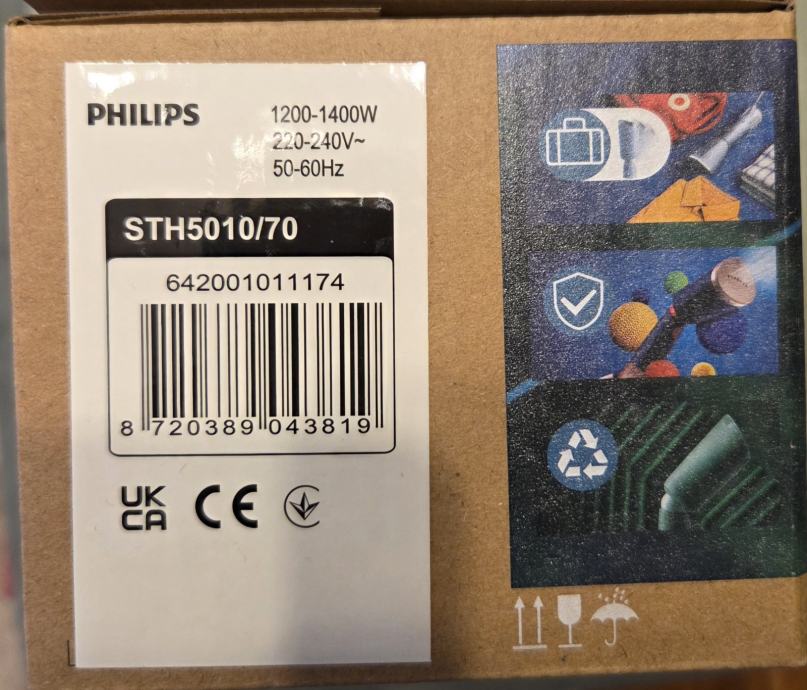 PHILIPS
1200-1400W
220-240V~
50-60Hz
STH5010/70
642001011174
8 720389 043819
UK
CA
CE